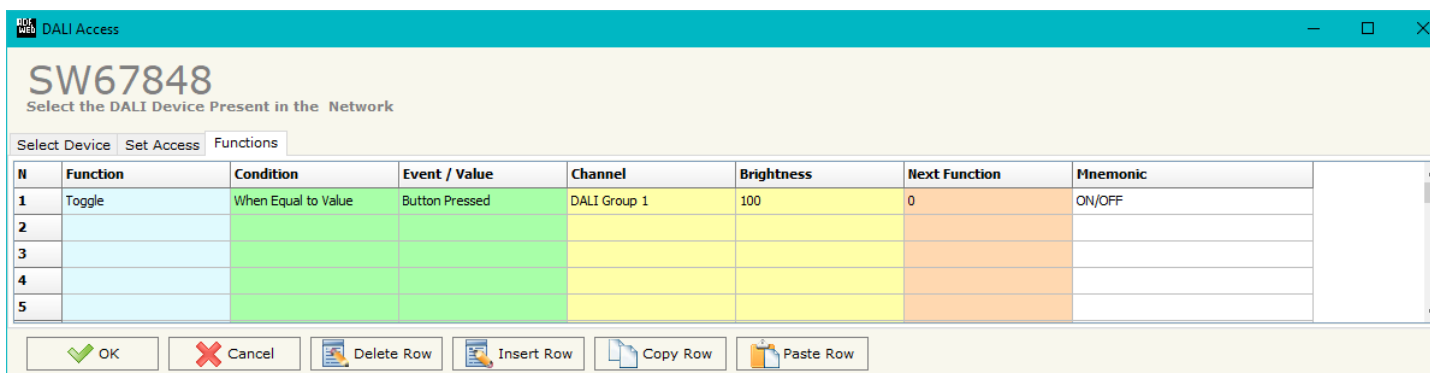 ADF WEB DALI Access
SW67848
Select the DALI Device Present in the Network
Select Device Set Access Functions
N Function Condition Event / Value Channel Brightness Next Function Mnemonic
1 Toggle When Equal to Value Button Pressed DALI Group 1 100 0 ON/OFF
2
3
4
5
OK Cancel Delete Row Insert Row Copy Row Paste Row